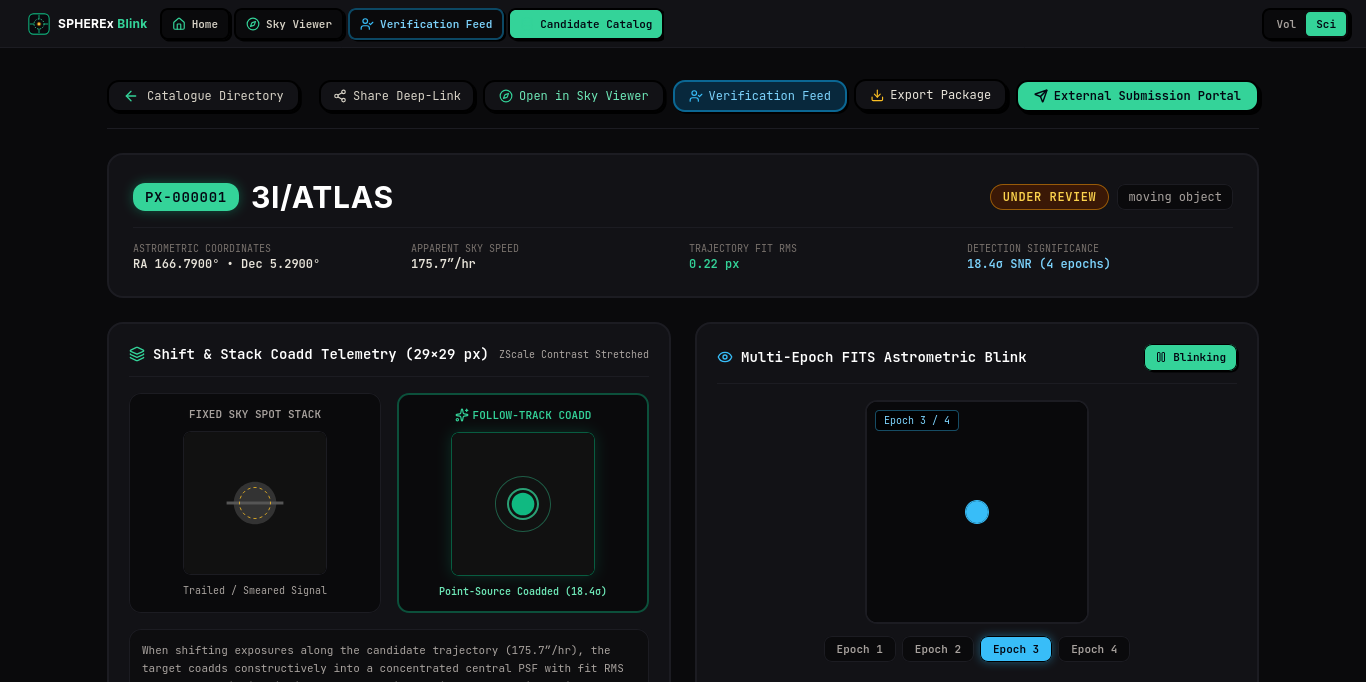 SPHEREx Blink
Home
Sky Viewer
Verification Feed
Candidate Catalog
Vol
Sci
Catalogue Directory
Share Deep-Link
Open in Sky Viewer
Verification Feed
Export Package
External Submission Portal
PX-000001
3I/ATLAS
UNDER REVIEW
moving object
ASTROMETRIC COORDINATES
RA 166.7900° • Dec 5.2900°
APPARENT SKY SPEED
175.7″/hr
TRAJECTORY FIT RMS
0.22 px
DETECTION SIGNIFICANCE
18.4σ SNR (4 epochs)
Shift & Stack Coadd Telemetry (29×29 px)
ZScale Contrast Stretched
FIXED SKY SPOT STACK
Trailed / Smeared Signal
FOLLOW-TRACK COADD
Point-Source Coadded (18.4σ)
When shifting exposures along the candidate trajectory (175.7″/hr), the
target coadds constructively into a concentrated central PSF with fit RMS
Multi-Epoch FITS Astrometric Blink
Blinking
Epoch 3 / 4
Epoch 1
Epoch 2
Epoch 3
Epoch 4